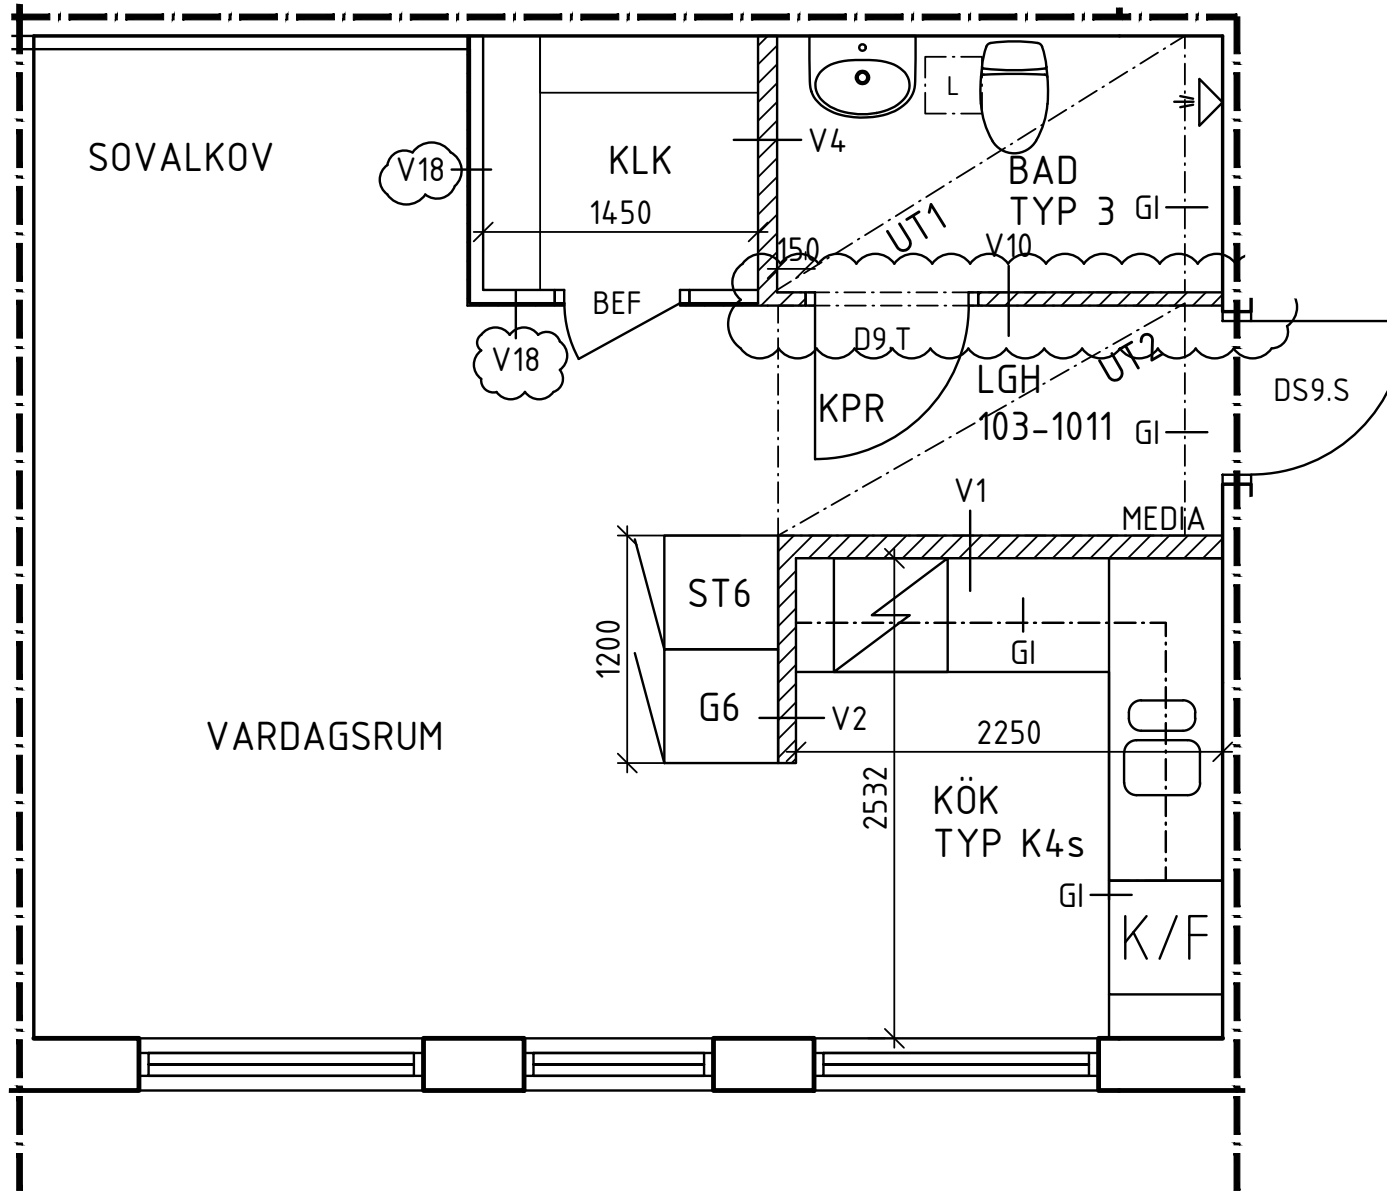 L
SOVALKOV
V18
KLK
V4
BAD
TYP 3
GI
1450
UT1
150
V10
BEF
V18
D9.T
UT2
LGH
103-1011
KPR
GI
DS9.S
V1
MEDIA
ST6
1200
GI
G6
V2
VARDAGSRUM
2250
2532
KÖK
TYP K4s
GI
K/F